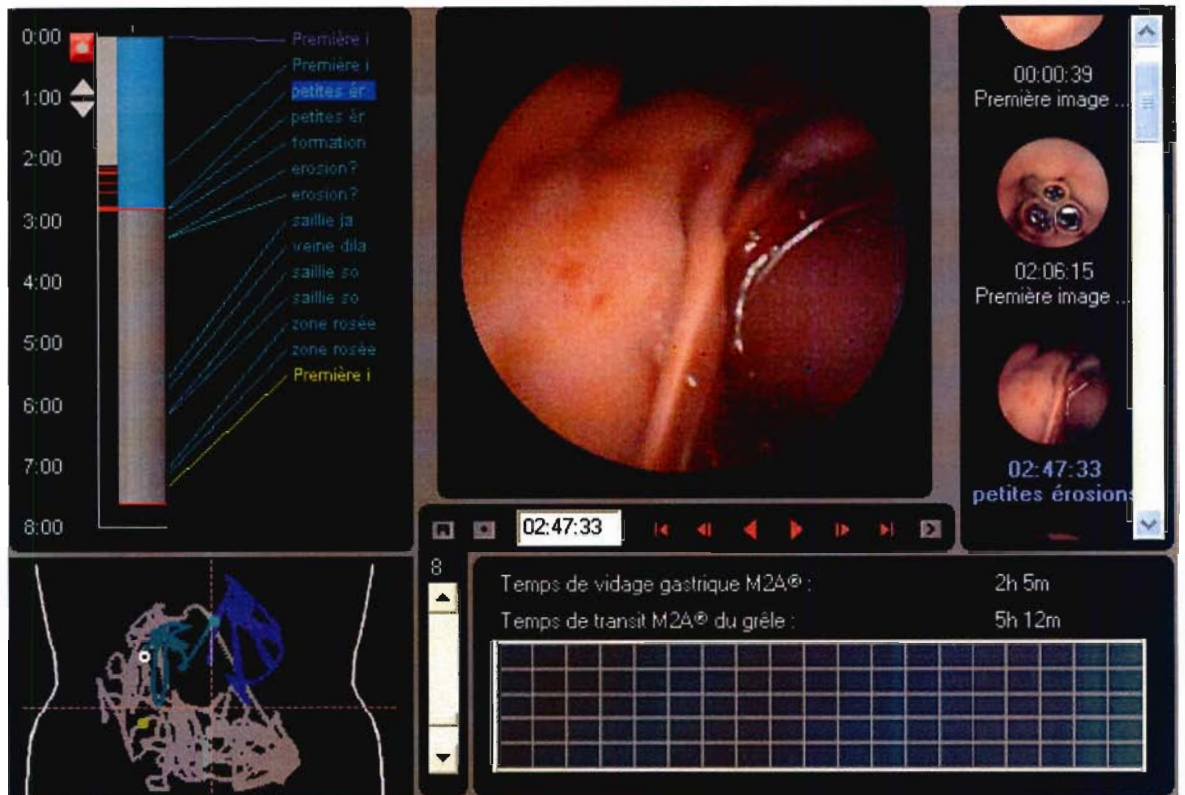 0:00
1:00
2:00
3:00
4:00
5:00
6:00
7:00
8:00
Première i
Première i
petites èr
petites èr
formation
erosion?
erosion?
saillie ja
veine dila
saillie so
saillie so
zone rosée
zone rosée
Première i
00:00:39
Première image ...
02:06:15
Première image ...
02:47:33
petites érosions
02:47:33
8
Temps de vidage gastrique M2A® : 2h 5m
Temps de transit M2A® du grêle : 5h 12m